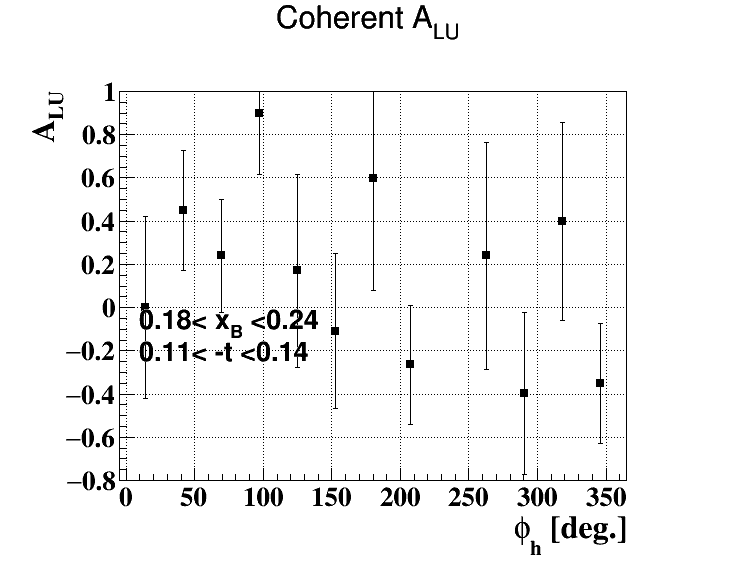 Coherent A_LU
A_LU
1
0.8
0.6
0.4
0.2
0
−0.2
−0.4
−0.6
−0.8
0.18< x_B <0.24
0.11< -t <0.14
0 50 100 150 200 250 300 350
ϕ_h [deg.]